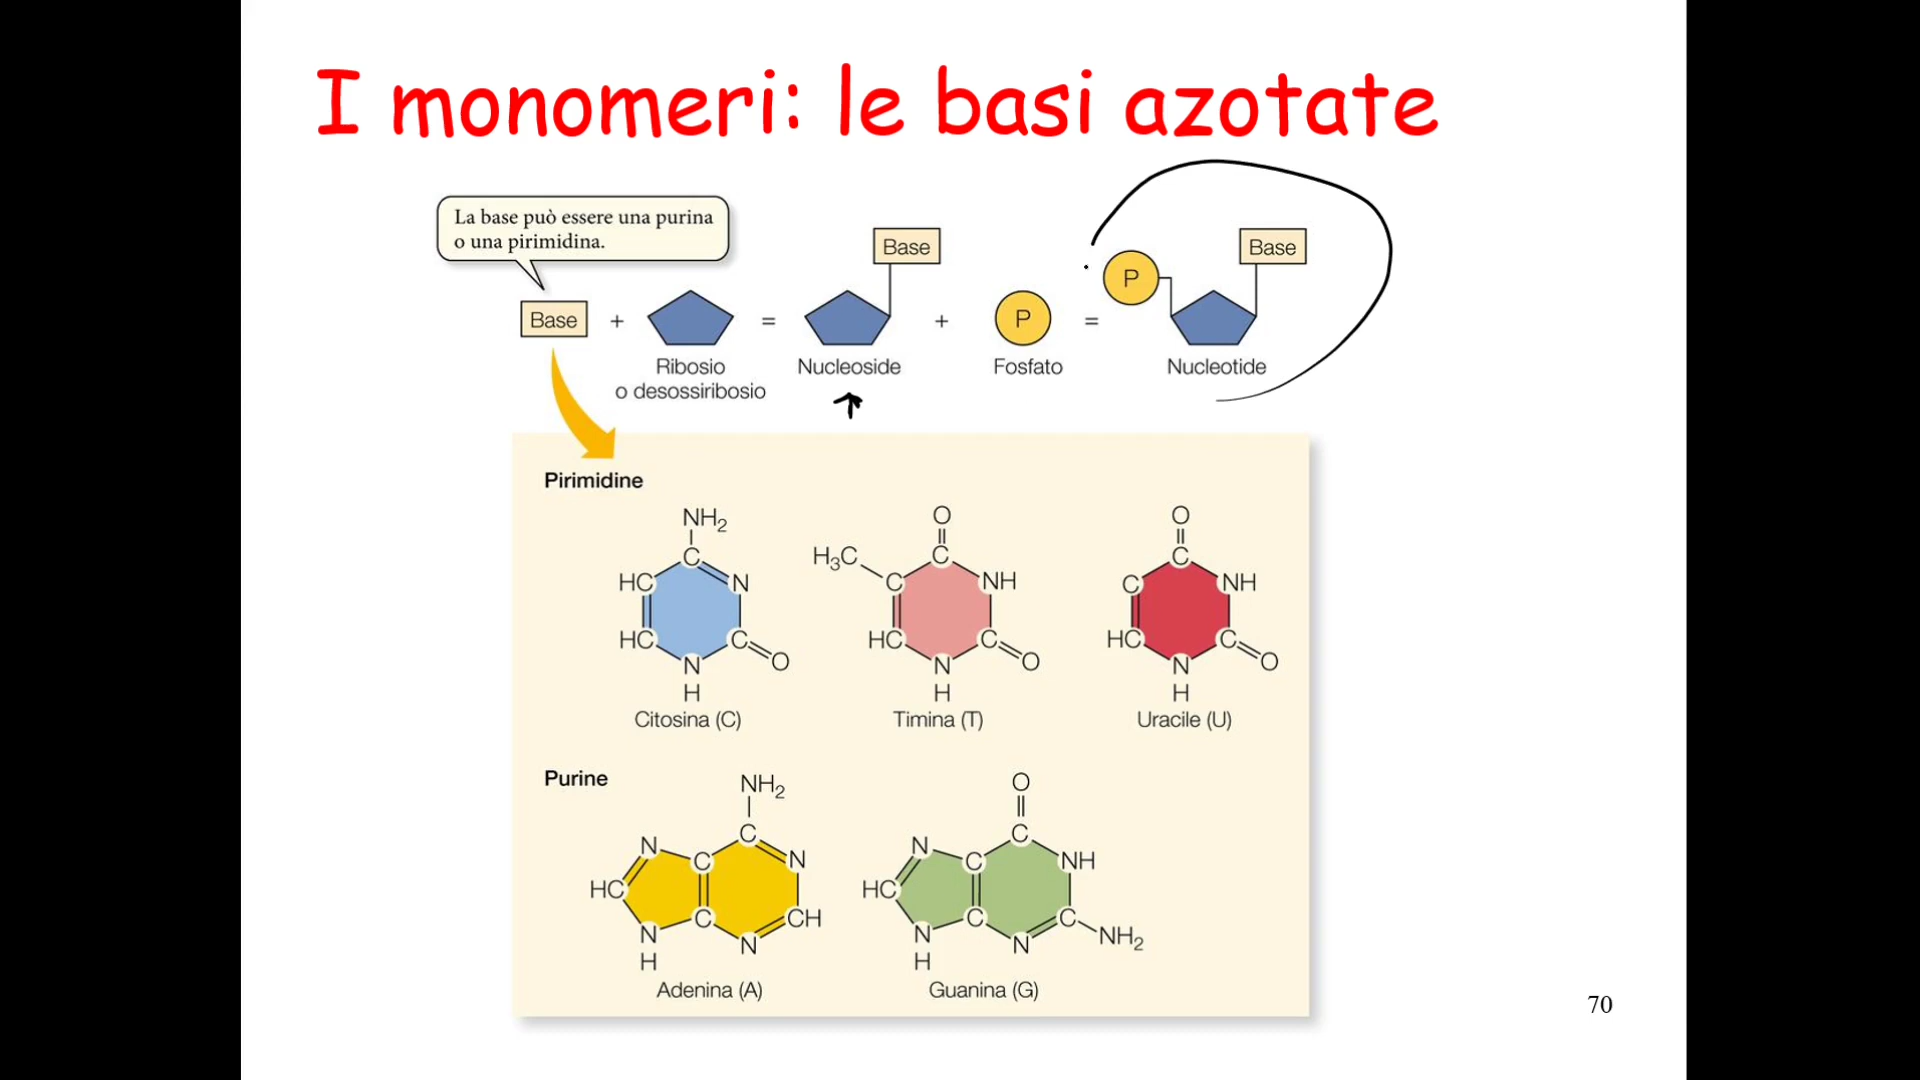 I monomeri: le basi azotate
La base può essere una purina
o una pirimidina.
Base + Ribosio
o desossiribosio
=
Base
Nucleoside
+
P
Fosfato
=
P
Base
Nucleotide
Pirimidine
NH2
C
HC N
HC C
N O
H
Citosina (C)
O
C
H3C
C NH
HC C
N O
H
Timina (T)
O
C
C NH
HC C
N O
H
Uracile (U)
Purine
NH2
C
N C N
HC
C CH
N N
H
Adenina (A)
O
C
N C NH
HC
C C
N N NH2
H
Guanina (G)
70